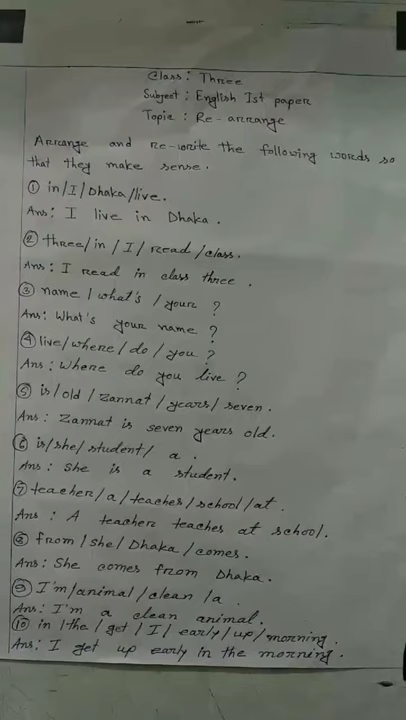 Class: Three
Subject: English 1st paper
Topic: Re-arrange
Arrange and re-write the following words so
that they make sense.
① in/I/Dhaka/live.
Ans: I live in Dhaka.
② three/in/I/read/class.
Ans: I read in class three.
③ name/what's/your?
Ans: What's your name?
④ live/where/do/you?
Ans: Where do you live?
⑤ is/old/Zannat/years/seven.
Ans: Zannat is seven years old.
⑥ is/she/student/a.
Ans: She is a student.
⑦ teacher/a/teaches/school/at.
Ans: A teacher teaches at school.
⑧ from/she/Dhaka/comes.
Ans: She comes from Dhaka.
⑨ I'm/animal/clean/a.
Ans: I'm a clean animal.
⑩ in/the/get/I/early/up/morning.
Ans: I get up early in the morning.